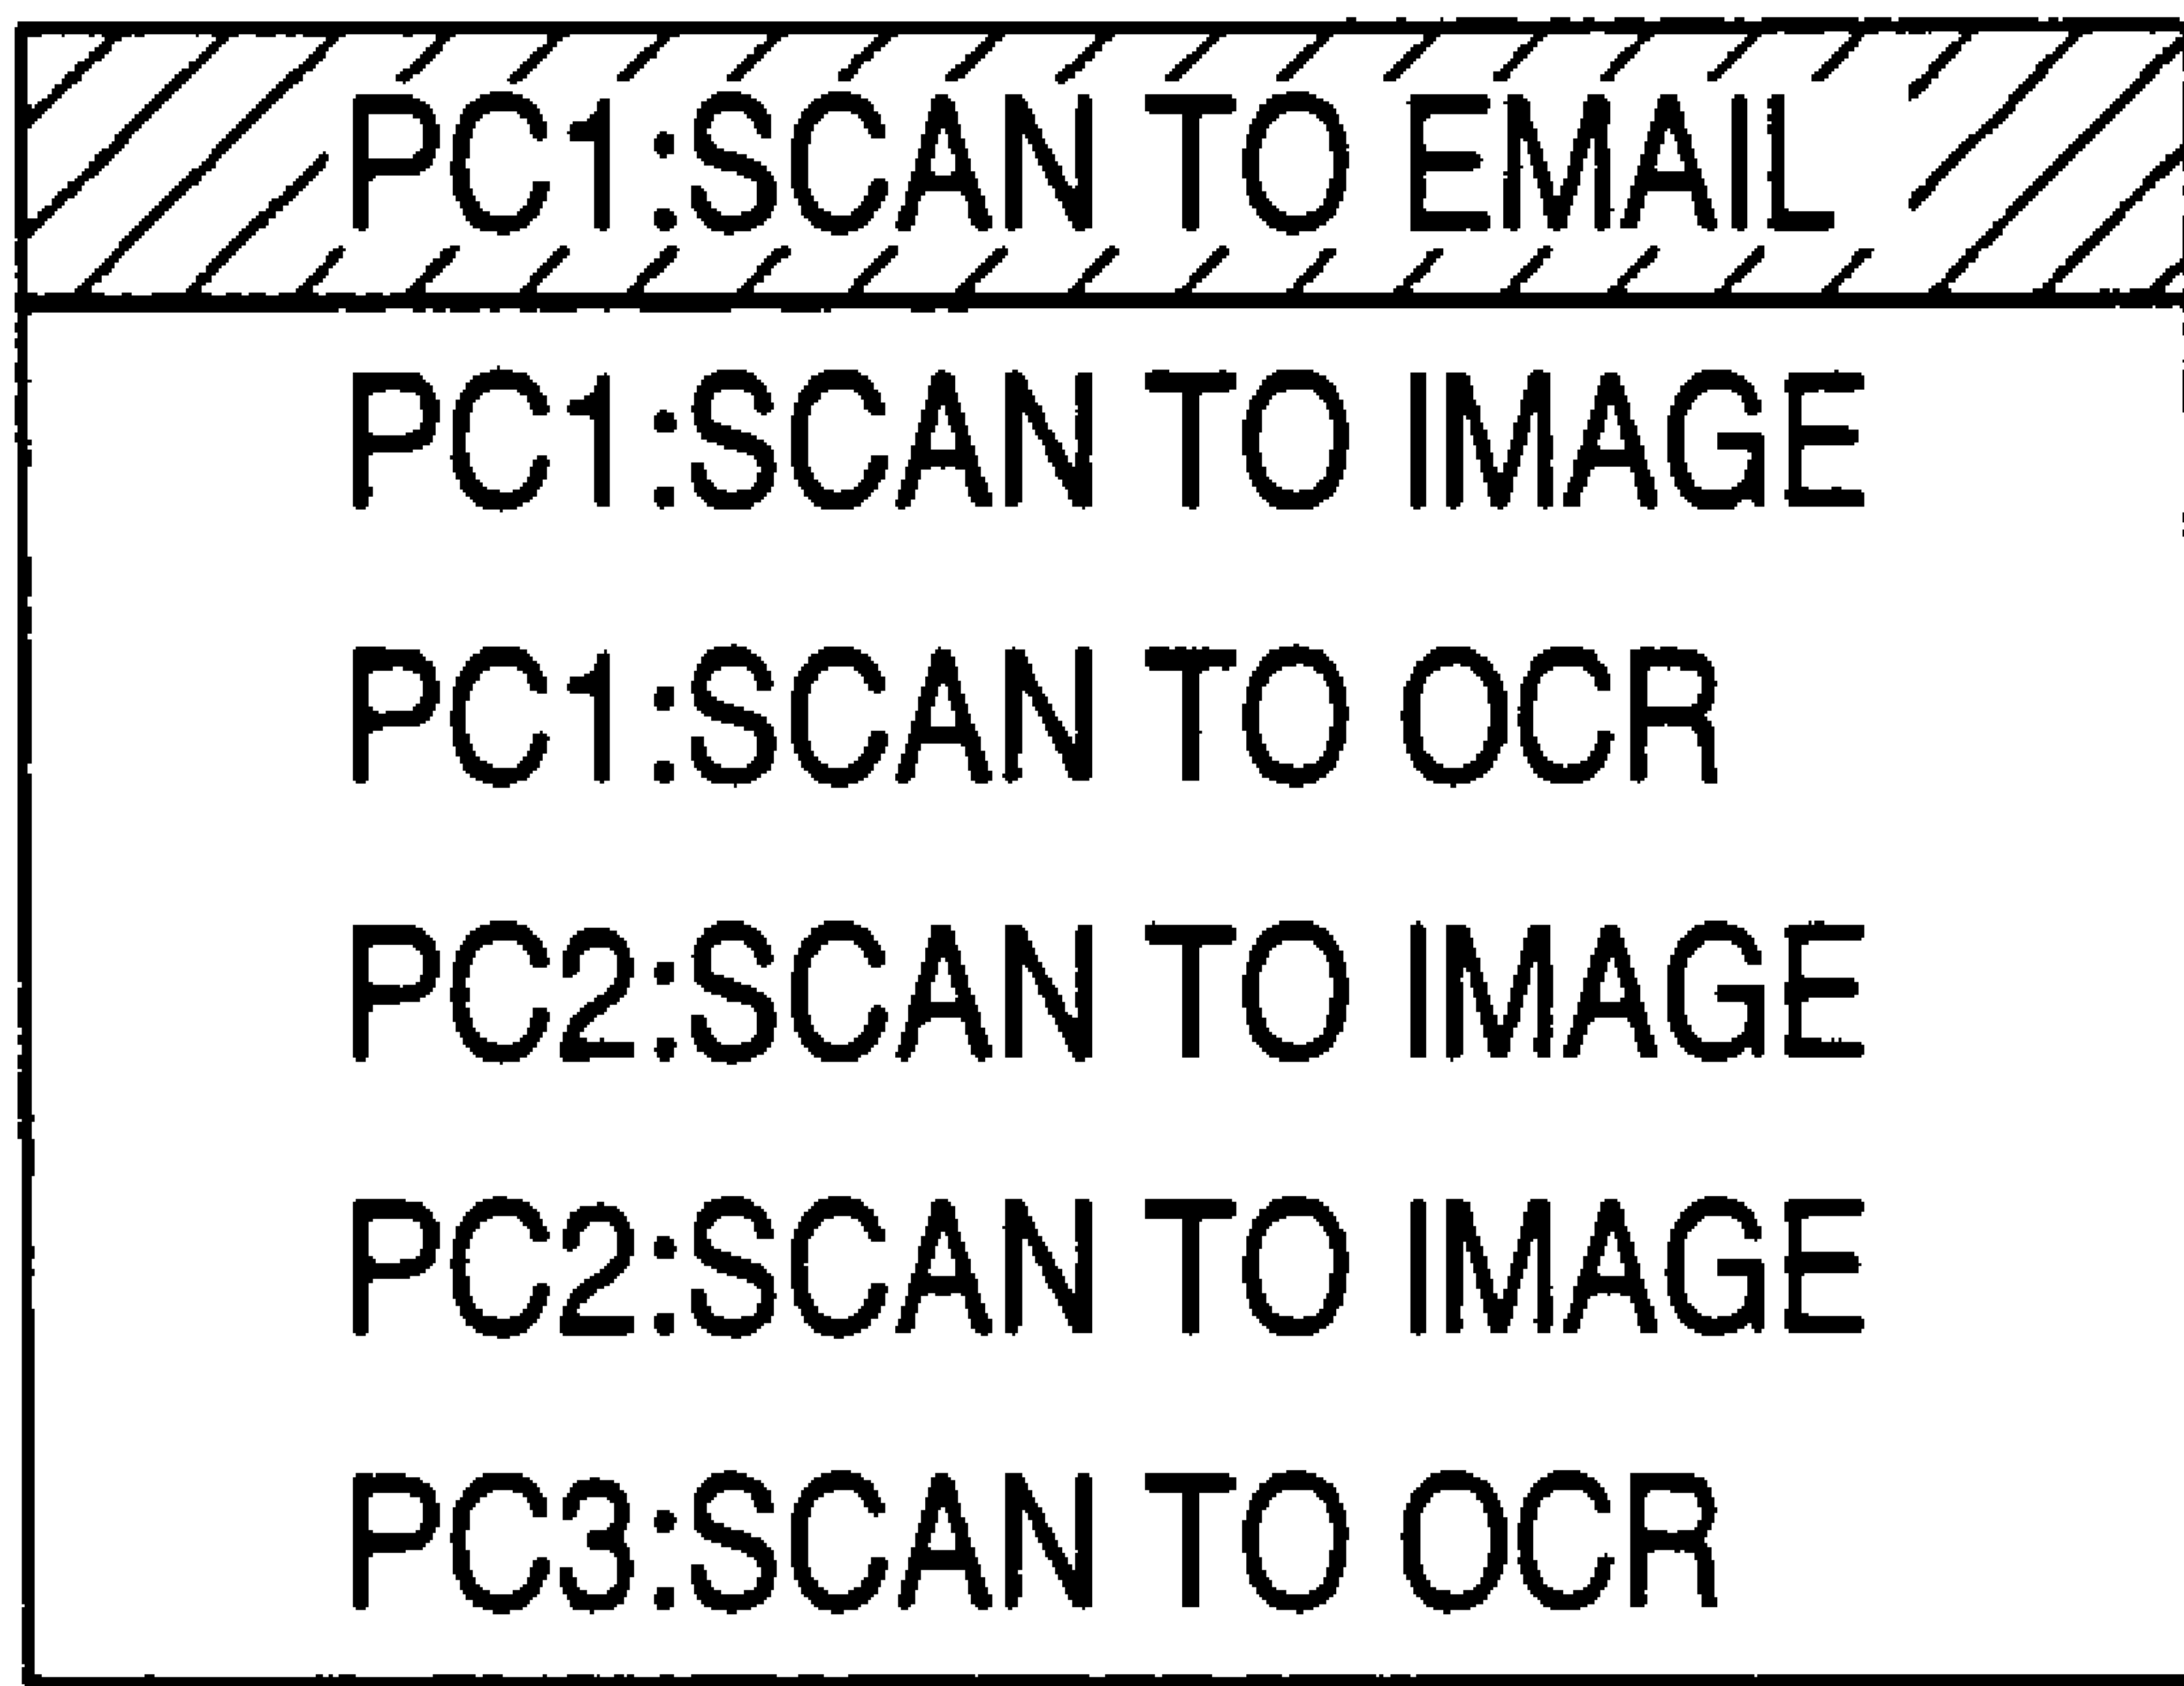 PC1:SCAN TO EMAIL
PC1:SCAN TO IMAGE
PC1:SCAN TO OCR
PC2:SCAN TO IMAGE
PC2:SCAN TO IMAGE
PC3:SCAN TO OCR